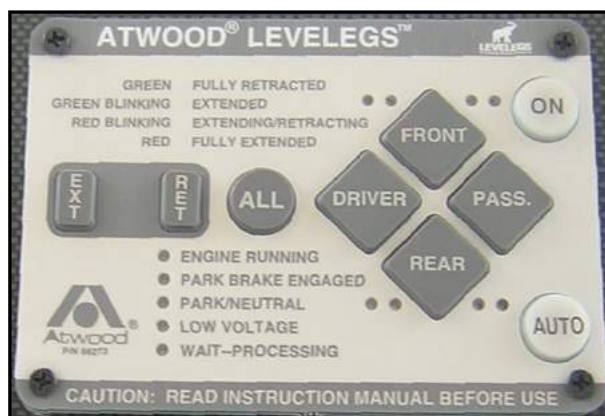 ATWOOD® LEVELEGS™
LEVELEGS
GREEN FULLY RETRACTED
GREEN BLINKING EXTENDED
RED BLINKING EXTENDING/RETRACTING
RED FULLY EXTENDED
ON
FRONT
EXT
RET
ALL
DRIVER
PASS.
REAR
ENGINE RUNNING
PARK BRAKE ENGAGED
PARK/NEUTRAL
LOW VOLTAGE
WAIT--PROCESSING
AUTO
Atwood®
P/N 66273
CAUTION: READ INSTRUCTION MANUAL BEFORE USE